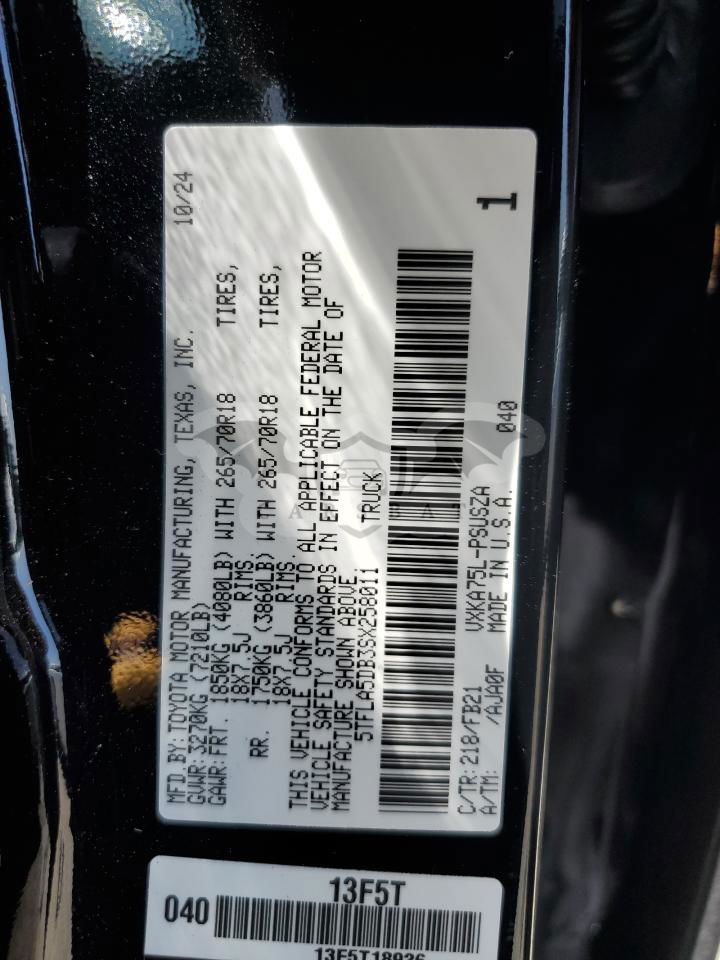 MFD.BY:TOYOTA MOTOR MANUFACTURING, TEXAS, INC. 10/24
GVWR:3270KG (7210LB)
GAWR:FRT. 1850KG (4080LB) WITH 265/70R18 TIRES,
18X7.5J RIMS
RR. 1750KG (3860LB) WITH 265/70R18 TIRES,
18X7.5J RIMS
THIS VEHICLE CONFORMS TO ALL APPLICABLE FEDERAL MOTOR
VEHICLE SAFETY STANDARDS IN EFFECT ON THE DATE OF
MANUFACTURE SHOWN ABOVE.
5TFLA5DB3SX258011 TRUCK
C/TR:218/FB21 VXKA75L-PSUSZA
A/TM: /AJA0F MADE IN U.S.A. 040
1
13F5T
040
13F5T18936